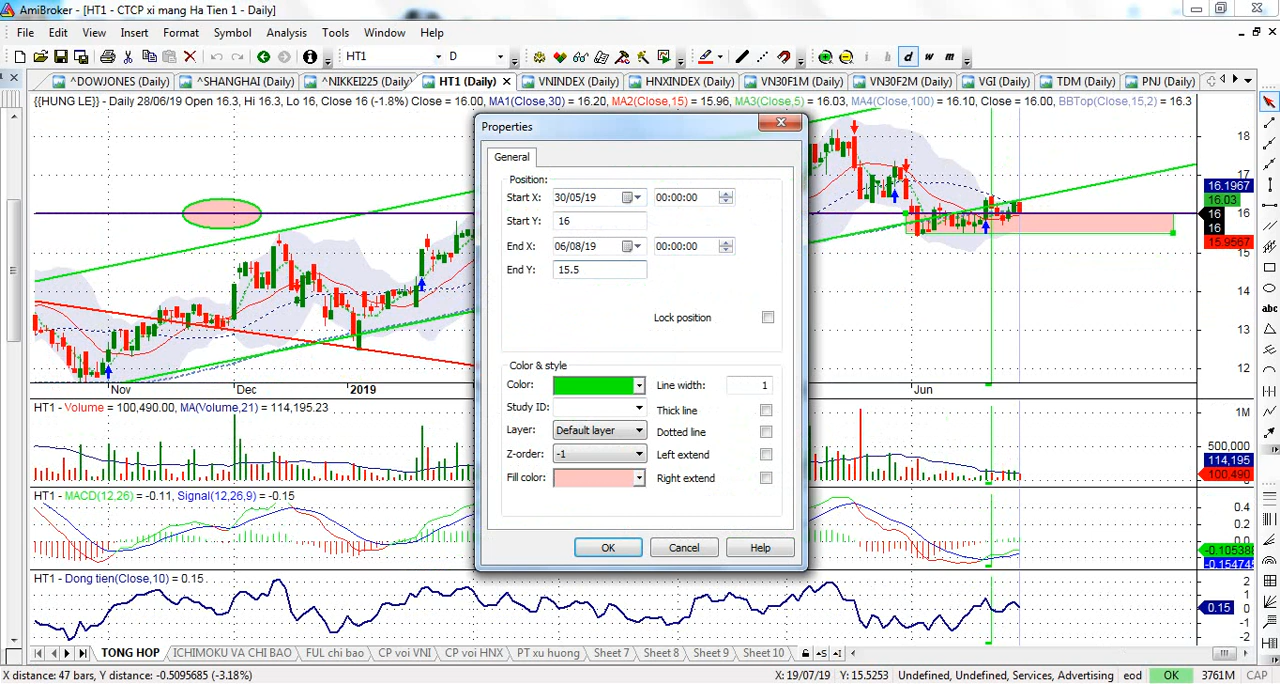 AmiBroker - [HT1 - CTCP xi mang Ha Tien 1 - Daily]
File Edit View Insert Format Symbol Analysis Tools Window Help
HT1 D i h d w m
^DOWJONES (Daily) ^SHANGHAI (Daily) ^NIKKEI225 (Daily) HT1 (Daily) VNINDEX (Daily) HNXINDEX (Daily) VN30F1M (Daily) VN30F2M (Daily) VGI (Daily) TDM (Daily) PNJ (Daily)
{{HUNG LE}} - Daily 28/06/19 Open 16.3, Hi 16.3, Lo 16, Close 16 (-1.8%) Close = 16.00, MA1(Close,30) = 16.20, MA2(Close,15) = 15.96, MA3(Close,5) = 16.03, MA4(Close,100) = 16.10, Close = 16.00, BBTop(Close,15,2) = 16.3
Properties
General
Position:
Start X: 30/05/19 00:00:00
Start Y: 16
End X: 06/08/19 00:00:00
End Y: 15.5
Lock position
Color & style
Color: Line width: 1
Study ID: Thick line
Layer: Default layer Dotted line
Z-order: -1 Left extend
Fill color: Right extend
OK Cancel Help
18
17
16.1967
16.03
16
16
16
15.9567
15
14
13
12
abc
Nov Dec 2019 Jun
HT1 - Volume = 100,490.00, MA(Volume,21) = 114,195.23
1M
500,000
114,195
100,490
HT1 - MACD(12,26) = -0.11, Signal(12,26,9) = -0.15
0.4
0.2
0.0
-0.105388
-0.154745
HT1 - Dong tien(Close,10) = 0.15
2
1
0.15
-1
-2
TONG HOP ICHIMOKU VA CHI BAO FUL chi bao CP voi VNI CP voi HNX PT xu huong Sheet 7 Sheet 8 Sheet 9 Sheet 10
X distance: 47 bars, Y distance: -0.5095685 (-3.18%) X: 19/07/19 Y: 15.5253 Undefined, Undefined, Services, Advertising eod OK 3761M CAP